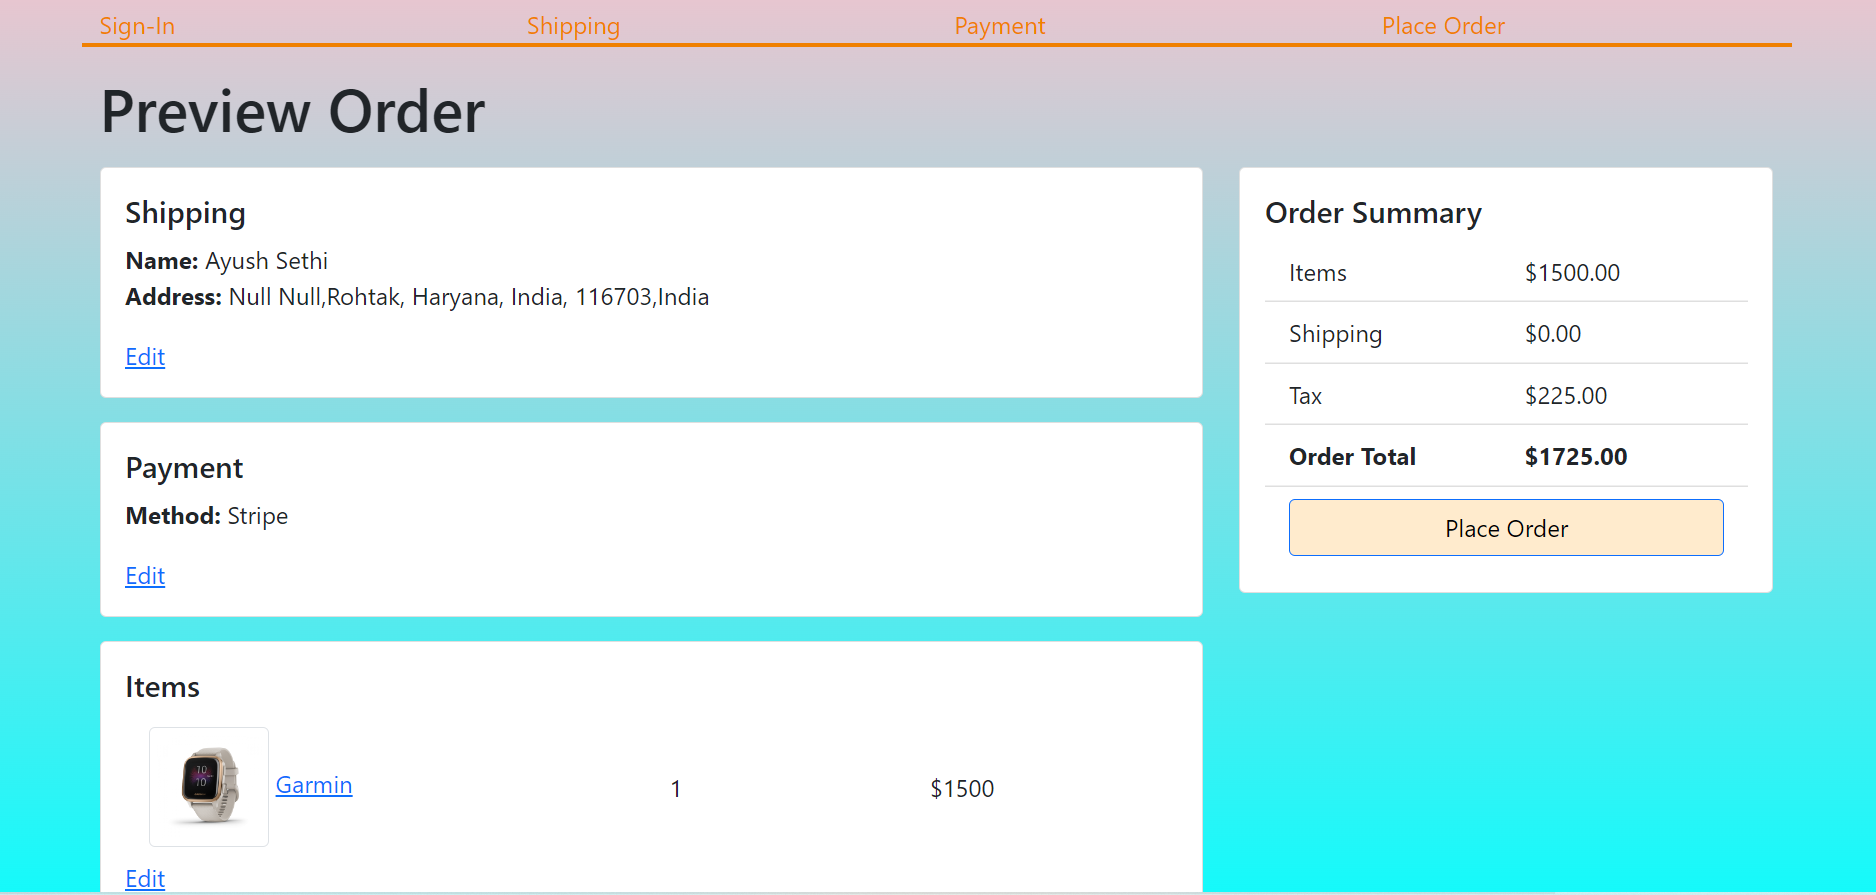 Sign-In Shipping Payment Place Order
Preview Order
Shipping
Name: Ayush Sethi
Address: Null Null,Rohtak, Haryana, India, 116703,India
Edit
Payment
Method: Stripe
Edit
Items
Garmin 1 $1500
Edit
Order Summary
Items $1500.00
Shipping $0.00
Tax $225.00
Order Total $1725.00
Place Order